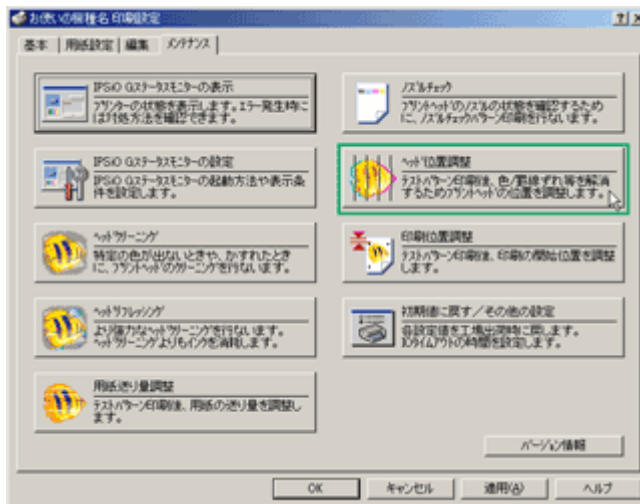 お使いの機種名 印刷設定
基本 用紙設定 編集 ﾒﾝﾃﾅﾝｽ
IPSiO Gステータスモニターの表示
ﾌﾟﾘﾝﾀｰの状態を表示します。ｴﾗｰ発生時に
は対処方法を確認できます。
ﾉｽﾞﾙﾁｪｯｸ
ﾌﾟﾘﾝﾄﾍｯﾄﾞのﾉｽﾞﾙの状態を確認するため
に、ﾉｽﾞﾙﾁｪｯｸﾊﾟﾀｰﾝ印刷を行ないます。
IPSiO Gｽﾃｰﾀｽﾓﾆﾀｰの設定
IPSiO Gｽﾃｰﾀｽﾓﾆﾀｰの起動方法や表示条
件を設定します。
ﾍｯﾄﾞ位置調整
ﾃｽﾄﾊﾟﾀｰﾝ印刷後、色/罫線ずれ等を解消
するためﾌﾟﾘﾝﾄﾍｯﾄﾞの位置を調整します。
ﾍｯﾄﾞｸﾘｰﾆﾝｸﾞ
特定の色が出ないときや、かすれたとき
に、ﾌﾟﾘﾝﾄﾍｯﾄﾞのｸﾘｰﾆﾝｸﾞを行ないます。
印刷位置調整
ﾃｽﾄﾊﾟﾀｰﾝ印刷後、印刷の開始位置を調整
します。
ﾍｯﾄﾞﾘﾌﾚｯｼﾝｸﾞ
より強力なﾍｯﾄﾞｸﾘｰﾆﾝｸﾞを行ないます。
ﾍｯﾄﾞｸﾘｰﾆﾝｸﾞよりもｲﾝｸを消耗します。
初期値に戻す/その他の設定
各設定値を工場出荷時に戻します。
IOﾀｲﾑｱｳﾄの時間を設定します。
用紙送り量調整
ﾃｽﾄﾊﾟﾀｰﾝ印刷後、用紙の送り量を調整し
ます。
ﾊﾞｰｼﾞｮﾝ情報
OK ｷｬﾝｾﾙ 適用(A) ﾍﾙﾌﾟ